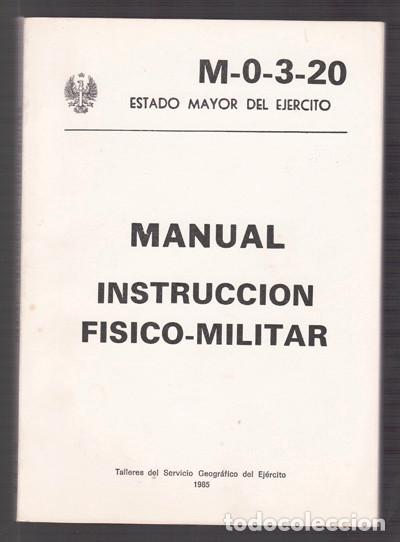 M-0-3-20
ESTADO MAYOR DEL EJERCITO
MANUAL
INSTRUCCION
FISICO-MILITAR
Talleres del Servicio Geográfico del Ejército
1985
todocoleccion